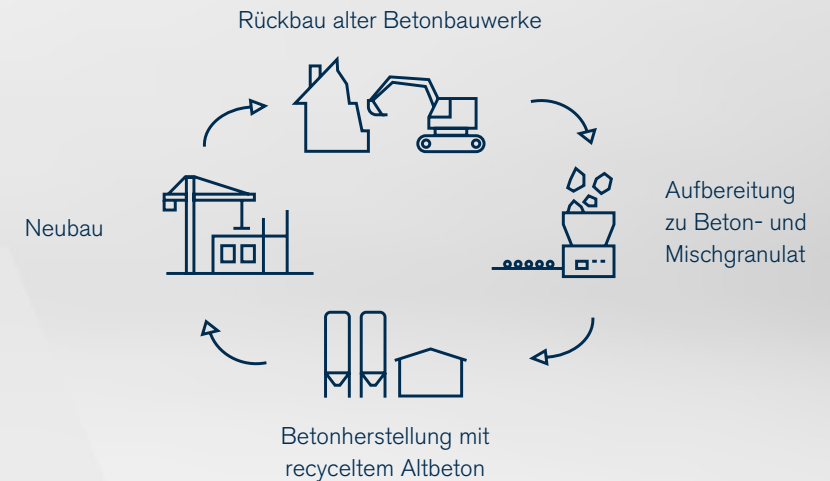 Rückbau alter Betonbauwerke
Aufbereitung
zu Beton- und
Mischgranulat
Neubau
Betonherstellung mit
recyceltem Altbeton